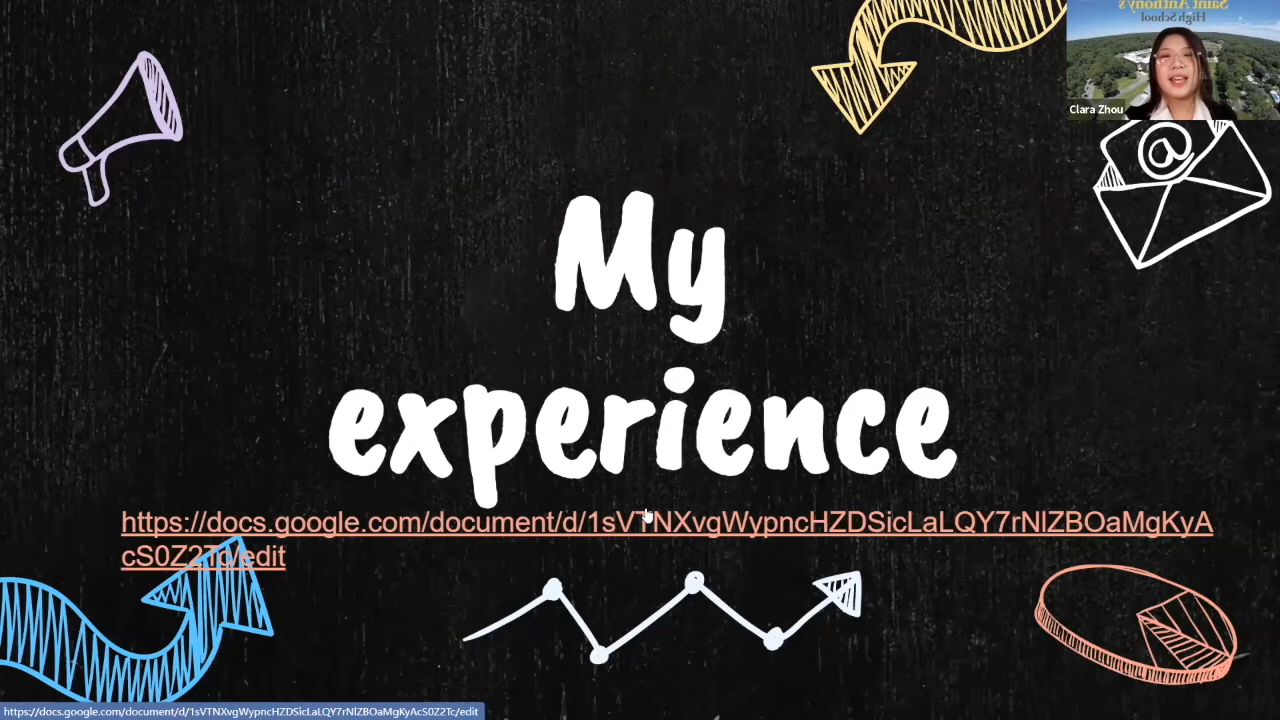 Saint Anthony's
High School
Clara Zhou
@
My
experience
https://docs.google.com/document/d/1sVTNXvgWypncHZDSicLaLQY7rNlZBOaMgKyA
cS0Z2Tc/edit
https://docs.google.com/document/d/1sVTNXvgWypncHZDSicLaLQY7rNlZBOaMgKyAcS0Z2Tc/edit